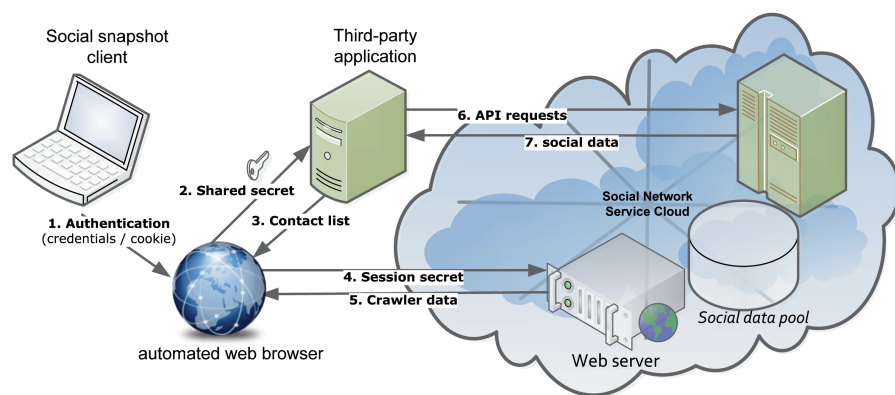 Social snapshot
client
Third-party
application
6. API requests
7. social data
2. Shared secret
Social Network
Service Cloud
1. Authentication
(credentials / cookie)
3. Contact list
4. Session secret
5. Crawler data
Social data pool
automated web browser
Web server